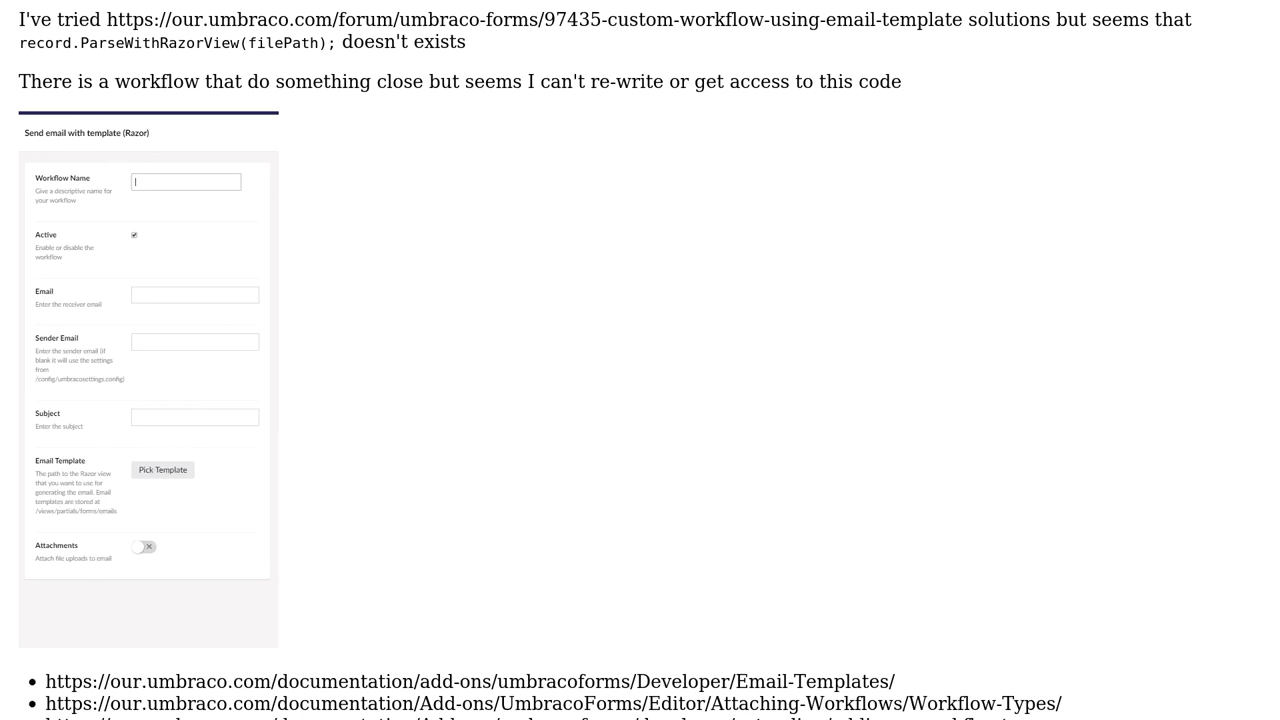 I've tried https://our.umbraco.com/forum/umbraco-forms/97435-custom-workflow-using-email-template solutions but seems that
record.ParseWithRazorView(filePath); doesn't exists
There is a workflow that do something close but seems I can't re-write or get access to this code
Send email with template (Razor)
Workflow Name
Give a descriptive name for
your workflow
Active
Enable or disable the
workflow
Email
Enter the receiver email
Sender Email
Enter the sender email (if
blank it will use the settings
from
/config/umbracosettings.config)
Subject
Enter the subject
Email Template
The path to the Razor view
that you want to use for
generating the email. Email
templates are stored at
/views/partials/forms/emails
Pick Template
Attachments
Attach file uploads to email
• https://our.umbraco.com/documentation/add-ons/umbracoforms/Developer/Email-Templates/
• https://our.umbraco.com/documentation/Add-ons/UmbracoForms/Editor/Attaching-Workflows/Workflow-Types/